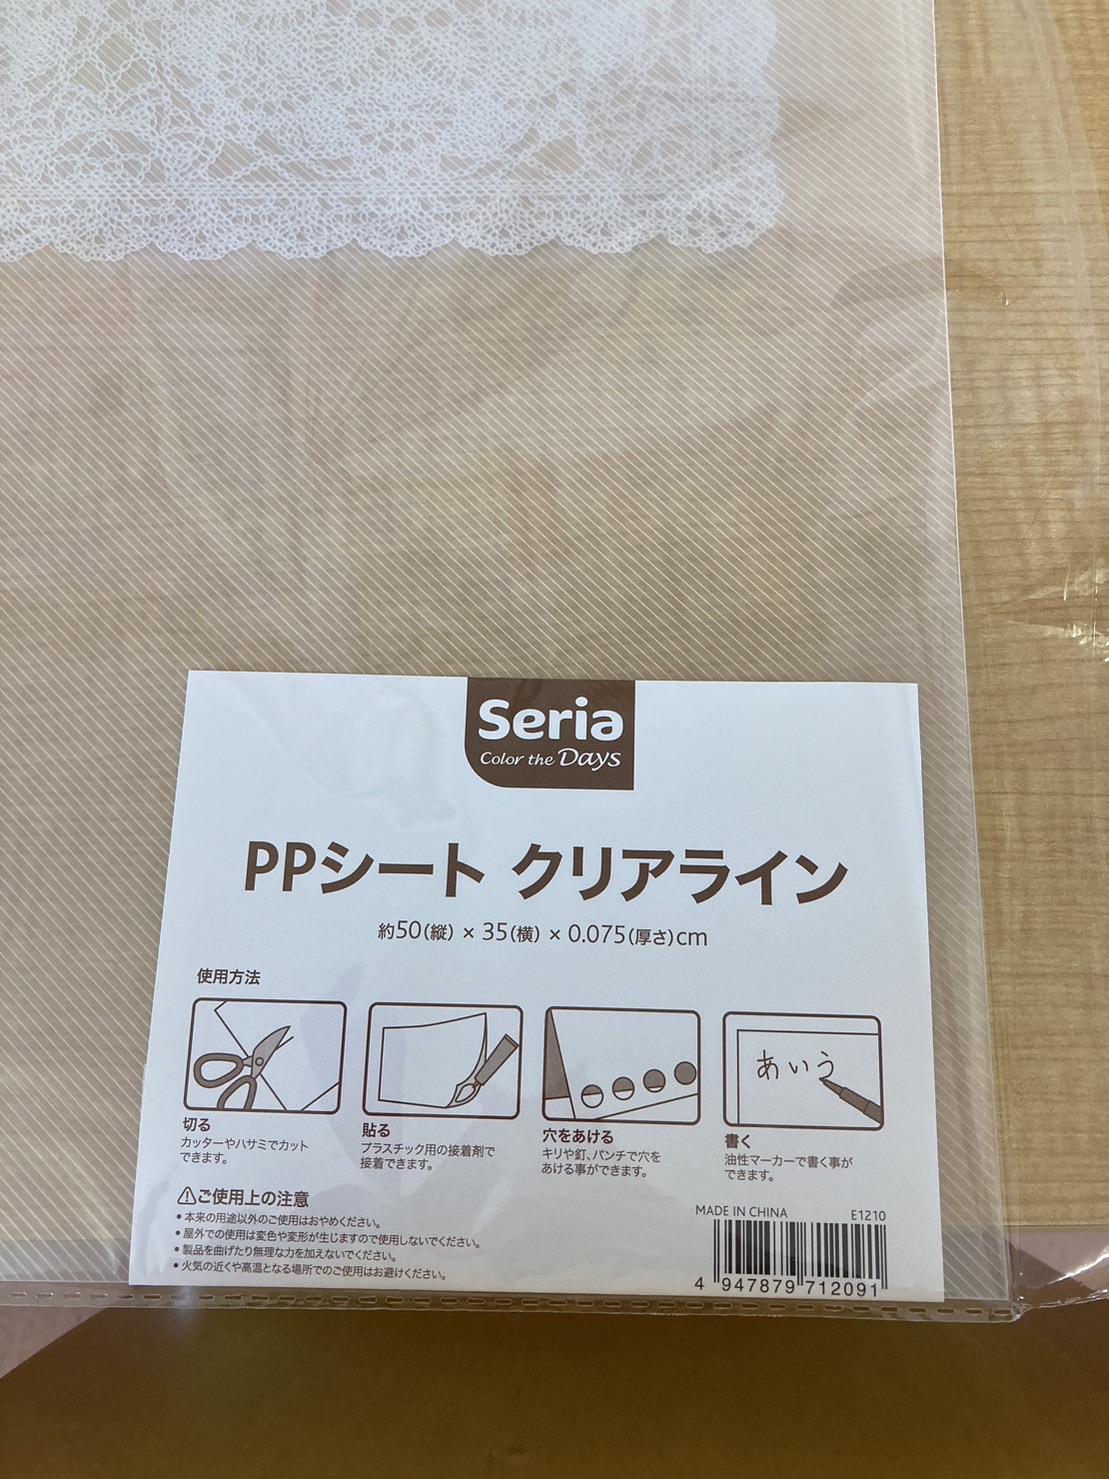 Seria
Color the Days
PPシート クリアライン
約50(縦) × 35(横) × 0.075(厚さ)cm
使用方法
あいう
切る
カッターやハサミでカット
できます。
貼る
プラスチック用の接着剤で
接着できます。
穴をあける
キリや釘、パンチで穴を
あける事ができます。
書く
油性マーカーで書く事が
できます。
⚠ご使用上の注意
●本来の用途以外のご使用はおやめください。
●屋外での使用は変色や変形が生じますので使用しないでください。
●製品を曲げたり無理な力を加えないでください。
●火気の近くや高温となる場所でのご使用はお避けください。
MADE IN CHINA E1210
4 947879 712091